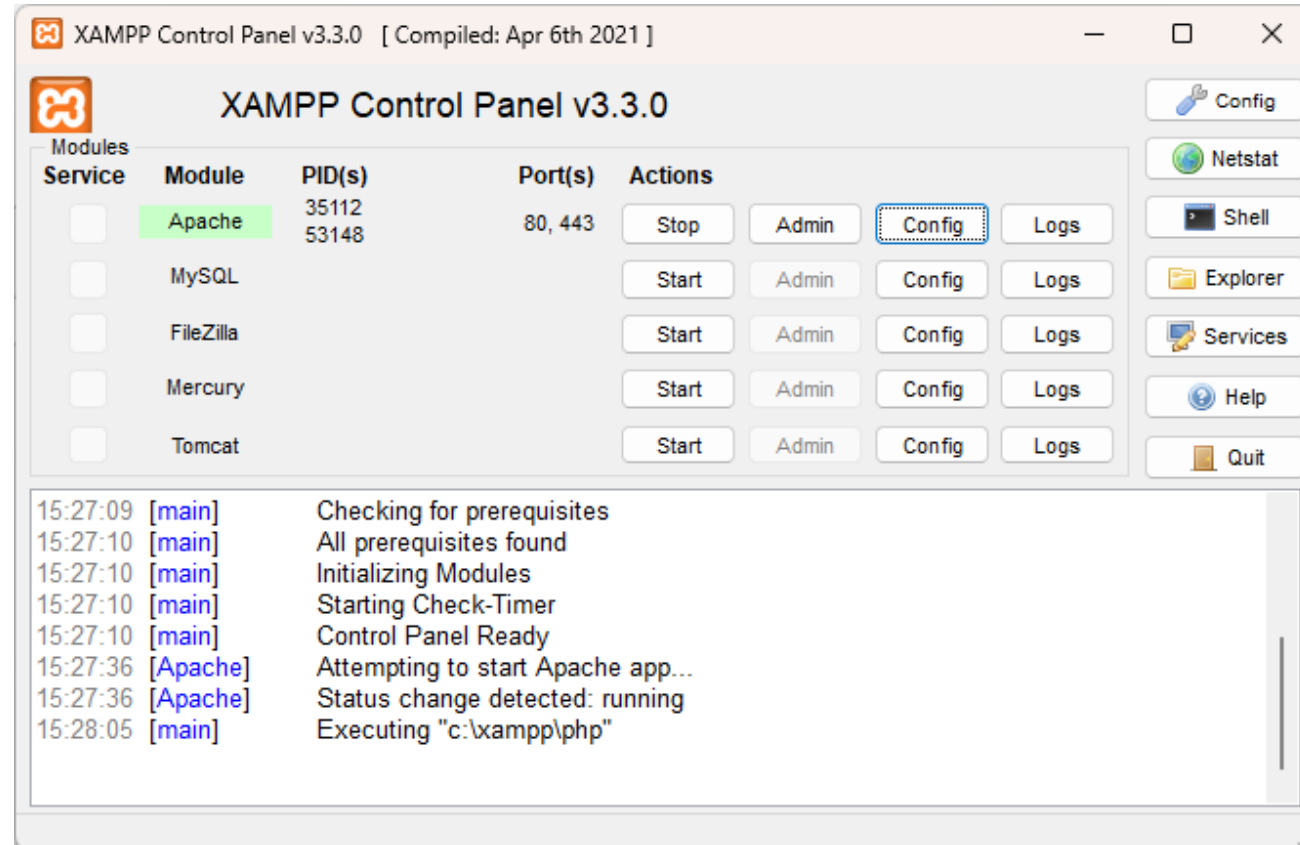 XAMPP Control Panel v3.3.0 [ Compiled: Apr 6th 2021 ]
XAMPP Control Panel v3.3.0
Config
Modules
Netstat
Service Module PID(s) Port(s) Actions
Apache 35112 53148 80, 443 Stop Admin Config Logs
Shell
MySQL Start Admin Config Logs
Explorer
FileZilla Start Admin Config Logs
Services
Mercury Start Admin Config Logs
Help
Tomcat Start Admin Config Logs
Quit
15:27:09 [main] Checking for prerequisites
15:27:10 [main] All prerequisites found
15:27:10 [main] Initializing Modules
15:27:10 [main] Starting Check-Timer
15:27:10 [main] Control Panel Ready
15:27:36 [Apache] Attempting to start Apache app...
15:27:36 [Apache] Status change detected: running
15:28:05 [main] Executing "c:\xampp\php"